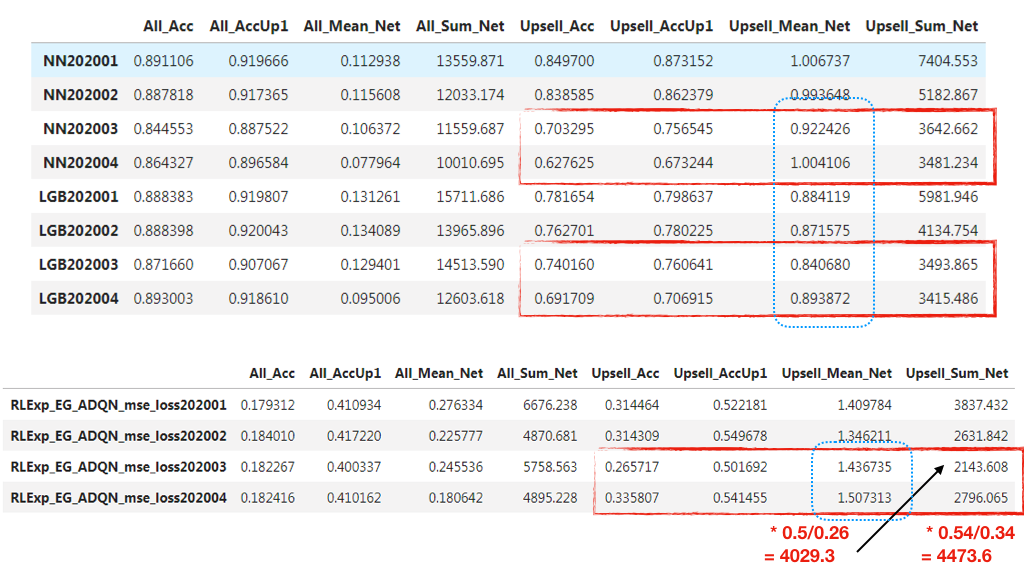 All_Acc All_AccUp1 All_Mean_Net All_Sum_Net Upsell_Acc Upsell_AccUp1 Upsell_Mean_Net Upsell_Sum_Net
NN202001 0.891106 0.919666 0.112938 13559.871 0.849700 0.873152 1.006737 7404.553
NN202002 0.887818 0.917365 0.115608 12033.174 0.838585 0.862379 0.993648 5182.867
NN202003 0.844553 0.887522 0.106372 11559.687 0.703295 0.756545 0.922426 3642.662
NN202004 0.864327 0.896584 0.077964 10010.695 0.627625 0.673244 1.004106 3481.234
LGB202001 0.888383 0.919807 0.131261 15711.686 0.781654 0.798637 0.884119 5981.946
LGB202002 0.888398 0.920043 0.134089 13965.896 0.762701 0.780225 0.871575 4134.754
LGB202003 0.871660 0.907067 0.129401 14513.590 0.740160 0.760641 0.840680 3493.865
LGB202004 0.893003 0.918610 0.095006 12603.618 0.691709 0.706915 0.893872 3415.486
All_Acc All_AccUp1 All_Mean_Net All_Sum_Net Upsell_Acc Upsell_AccUp1 Upsell_Mean_Net Upsell_Sum_Net
RLExp_EG_ADQN_mse_loss202001 0.179312 0.410934 0.276334 6676.238 0.314464 0.522181 1.409784 3837.432
RLExp_EG_ADQN_mse_loss202002 0.184010 0.417220 0.225777 4870.681 0.314309 0.549678 1.346211 2631.842
RLExp_EG_ADQN_mse_loss202003 0.182267 0.400337 0.245536 5758.563 0.265717 0.501692 1.436735 2143.608
RLExp_EG_ADQN_mse_loss202004 0.182416 0.410162 0.180642 4895.228 0.335807 0.541455 1.507313 2796.065
* 0.5/0.26 * 0.54/0.34
= 4029.3 = 4473.6